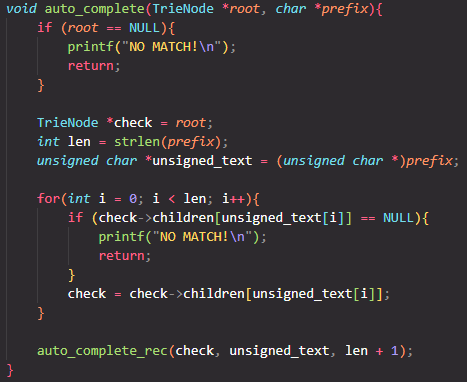 void auto_complete(TrieNode *root, char *prefix){
    if (root == NULL){
        printf("NO MATCH!\n");
        return;
    }

    TrieNode *check = root;
    int len = strlen(prefix);
    unsigned char *unsigned_text = (unsigned char *)prefix;

    for(int i = 0; i < len; i++){
        if (check->children[unsigned_text[i]] == NULL){
            printf("NO MATCH!\n");
            return;
        }
        check = check->children[unsigned_text[i]];
    }

    auto_complete_rec(check, unsigned_text, len + 1);
}